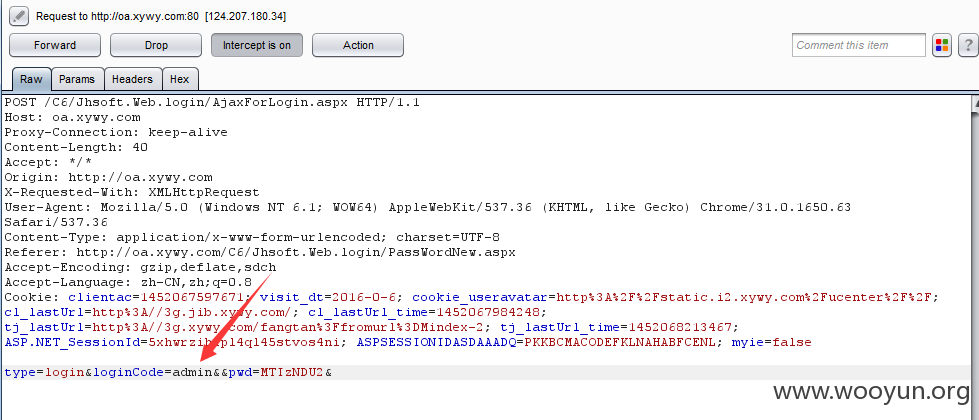 Request to http://oa.xywy.com:80 [124.207.180.34]
Forward Drop Intercept is on Action Comment this item ?
Raw Params Headers Hex
POST /C6/Jhsoft.Web.login/AjaxForLogin.aspx HTTP/1.1
Host: oa.xywy.com
Proxy-Connection: keep-alive
Content-Length: 40
Accept: */*
Origin: http://oa.xywy.com
X-Requested-With: XMLHttpRequest
User-Agent: Mozilla/5.0 (Windows NT 6.1; WOW64) AppleWebKit/537.36 (KHTML, like Gecko) Chrome/31.0.1650.63
Safari/537.36
Content-Type: application/x-www-form-urlencoded; charset=UTF-8
Referer: http://oa.xywy.com/C6/Jhsoft.Web.login/PassWordNew.aspx
Accept-Encoding: gzip,deflate,sdch
Accept-Language: zh-CN,zh;q=0.8
Cookie: clientac=1452067597671; visit_dt=2016-0-6; cookie_useravatar=http%3A%2F%2Fstatic.i2.xywy.com%2Fucenter%2F%2F;
cl_lastUrl=http%3A//3g.jib.xywy.com/; cl_lastUrl_time=1452067984248;
tj_lastUrl=http%3A//3g.xywy.com/fangtan%3Ffromurl%3DMindex-2; tj_lastUrl_time=1452068213467;
ASPSESSIONIDASDAAADQ=PKKBCMACODEFKLNAHABFCENL; myie=false
type=login&loginCode=admin&&pwd=MTIzNDU2&
www.wooyun.org